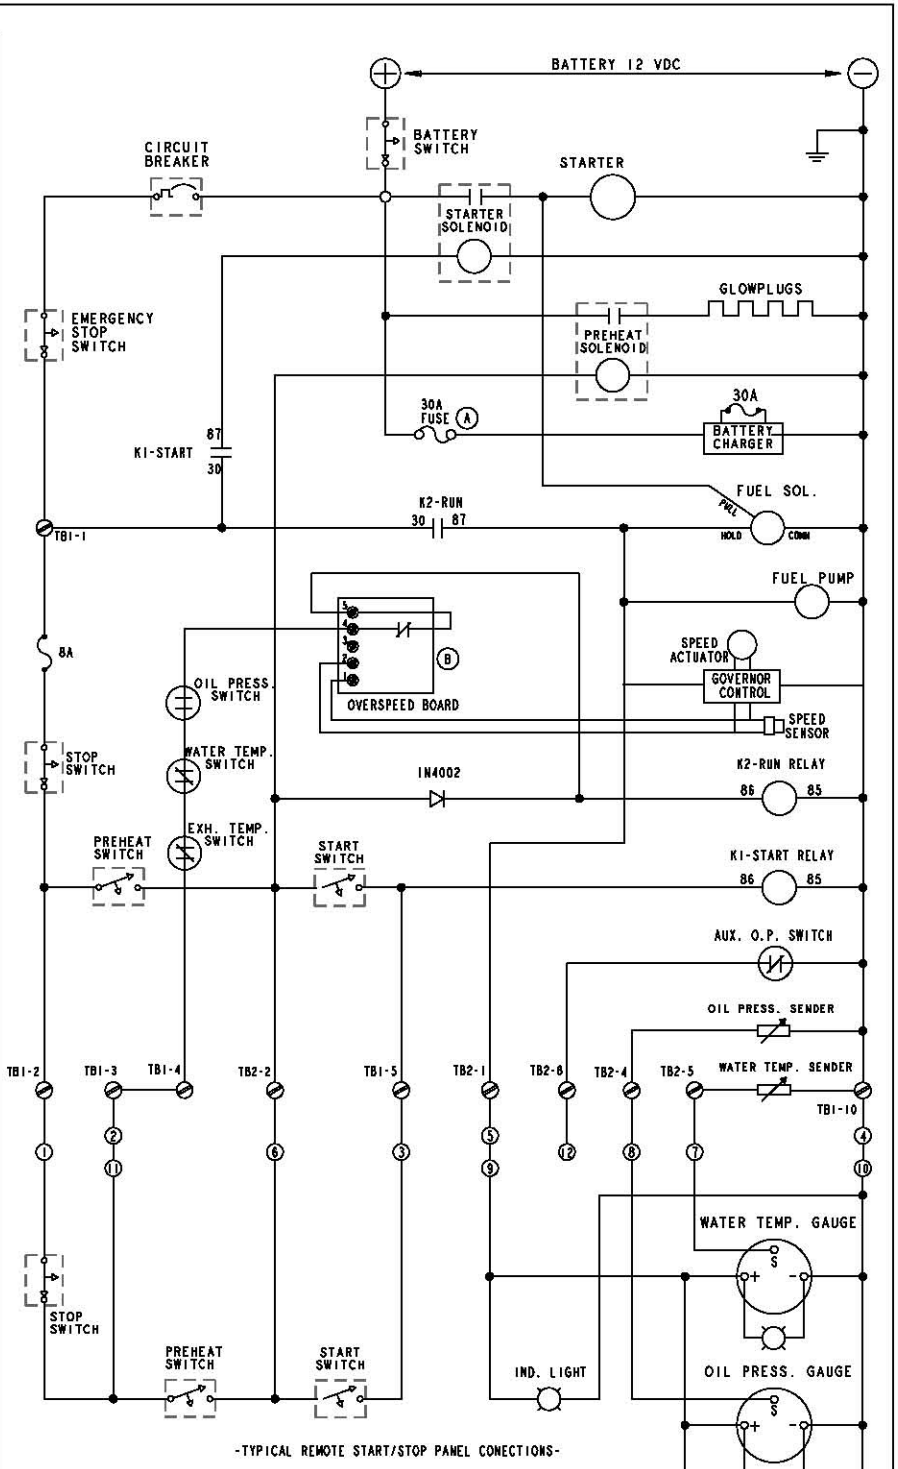 BATTERY 12 VDC
BATTERY
SWITCH
CIRCUIT
BREAKER
STARTER
STARTER
SOLENOID
EMERGENCY
STOP
SWITCH
GLOWPLUGS
PREHEAT
SOLENOID
30A
FUSE
A
30A
BATTERY
CHARGER
87
K1-START
30
FUEL SOL.
PULL
HOLD
COMM
K2-RUN
30
87
TB1-1
FUEL PUMP
8A
5
4
3
2
1
B
OVERSPEED BOARD
SPEED
ACTUATOR
GOVERNOR
CONTROL
SPEED
SENSOR
OIL PRESS.
SWITCH
STOP
SWITCH
WATER TEMP.
SWITCH
1N4002
K2-RUN RELAY
86
85
EXH. TEMP.
SWITCH
PREHEAT
SWITCH
START
SWITCH
K1-START RELAY
86
85
AUX. O.P. SWITCH
OIL PRESS. SENDER
WATER TEMP. SENDER
TB1-2
TB1-3
TB1-4
TB2-2
TB1-5
TB2-1
TB2-6
TB2-4
TB2-5
TB1-10
1
2
11
6
3
5
9
12
8
7
4
10
WATER TEMP. GAUGE
S
+
-
STOP
SWITCH
PREHEAT
SWITCH
START
SWITCH
IND. LIGHT
OIL PRESS. GAUGE
S
+
-
-TYPICAL REMOTE START/STOP PANEL CONECTIONS-